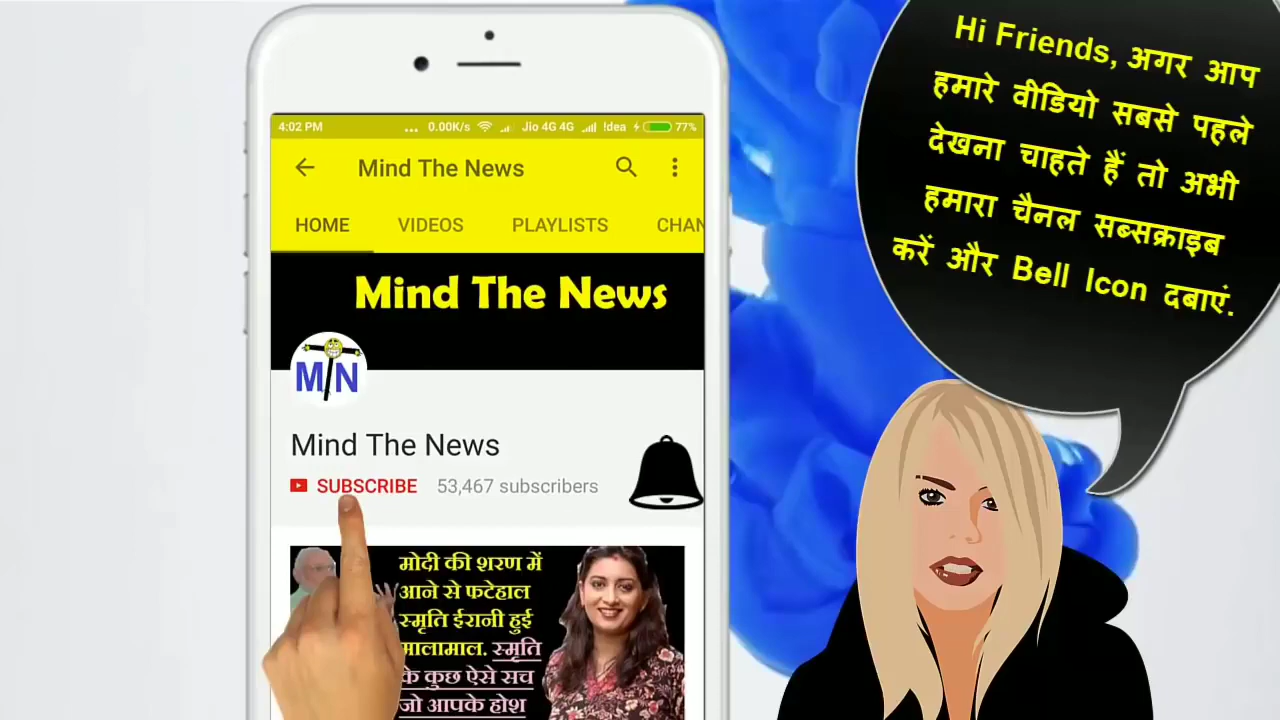 4:02 PM ... 0.00K/s Jio 4G 4G !dea 77%
Mind The News
HOME VIDEOS PLAYLISTS CHAN
Mind The News
M N
Mind The News
SUBSCRIBE 53,467 subscribers
मोदी की शरण में
आने से फटेहाल
स्मृति ईरानी हुई
मालामाल. स्मृति
के कुछ ऐसे सच
जो आपके होश
Hi Friends, अगर आप
हमारे वीडियो सबसे पहले
देखना चाहते हैं तो अभी
हमारा चैनल सब्सक्राइब
करें और Bell Icon दबाएं.